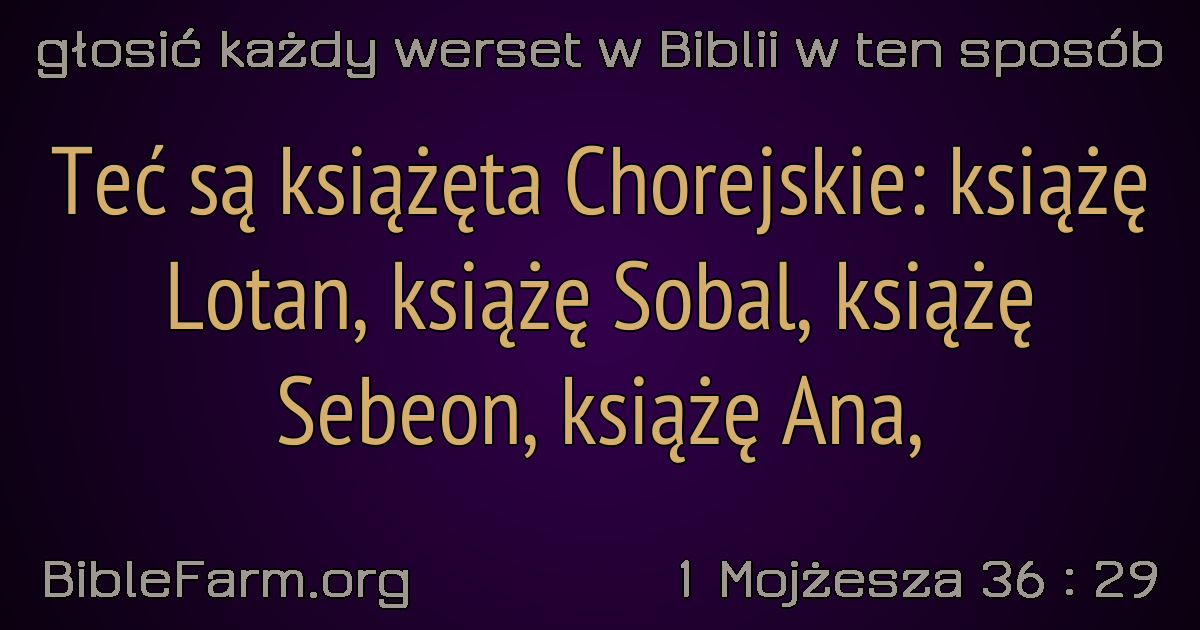 głosić każdy werset w Biblii w ten sposób
Teć są książęta Chorejskie: książę
Lotan, książę Sobal, książę
Sebeon, książę Ana,
BibleFarm.org
1 Mojżesza 36 : 29